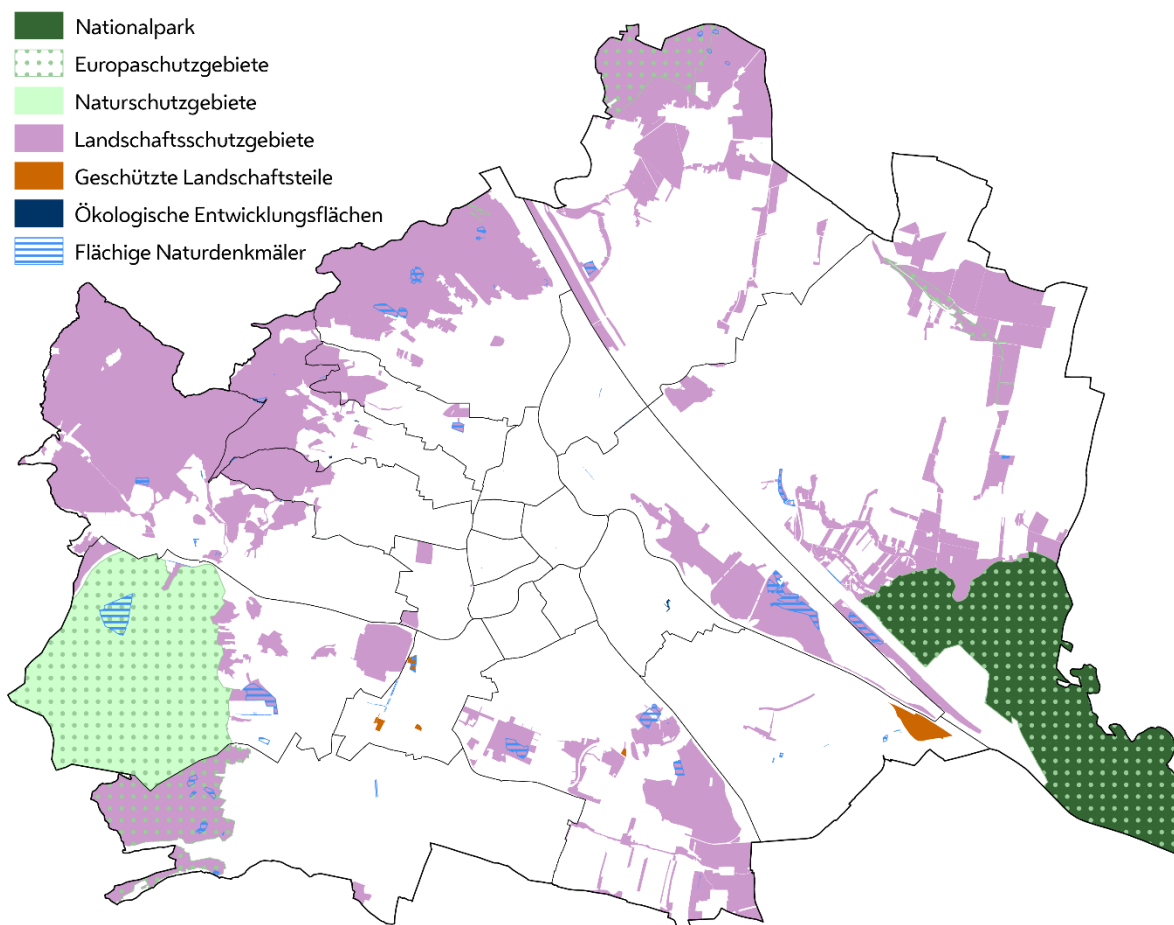 Nationalpark
Europaschutzgebiete
Naturschutzgebiete
Landschaftsschutzgebiete
Geschützte Landschaftsteile
Ökologische Entwicklungsflächen
Flächige Naturdenkmäler